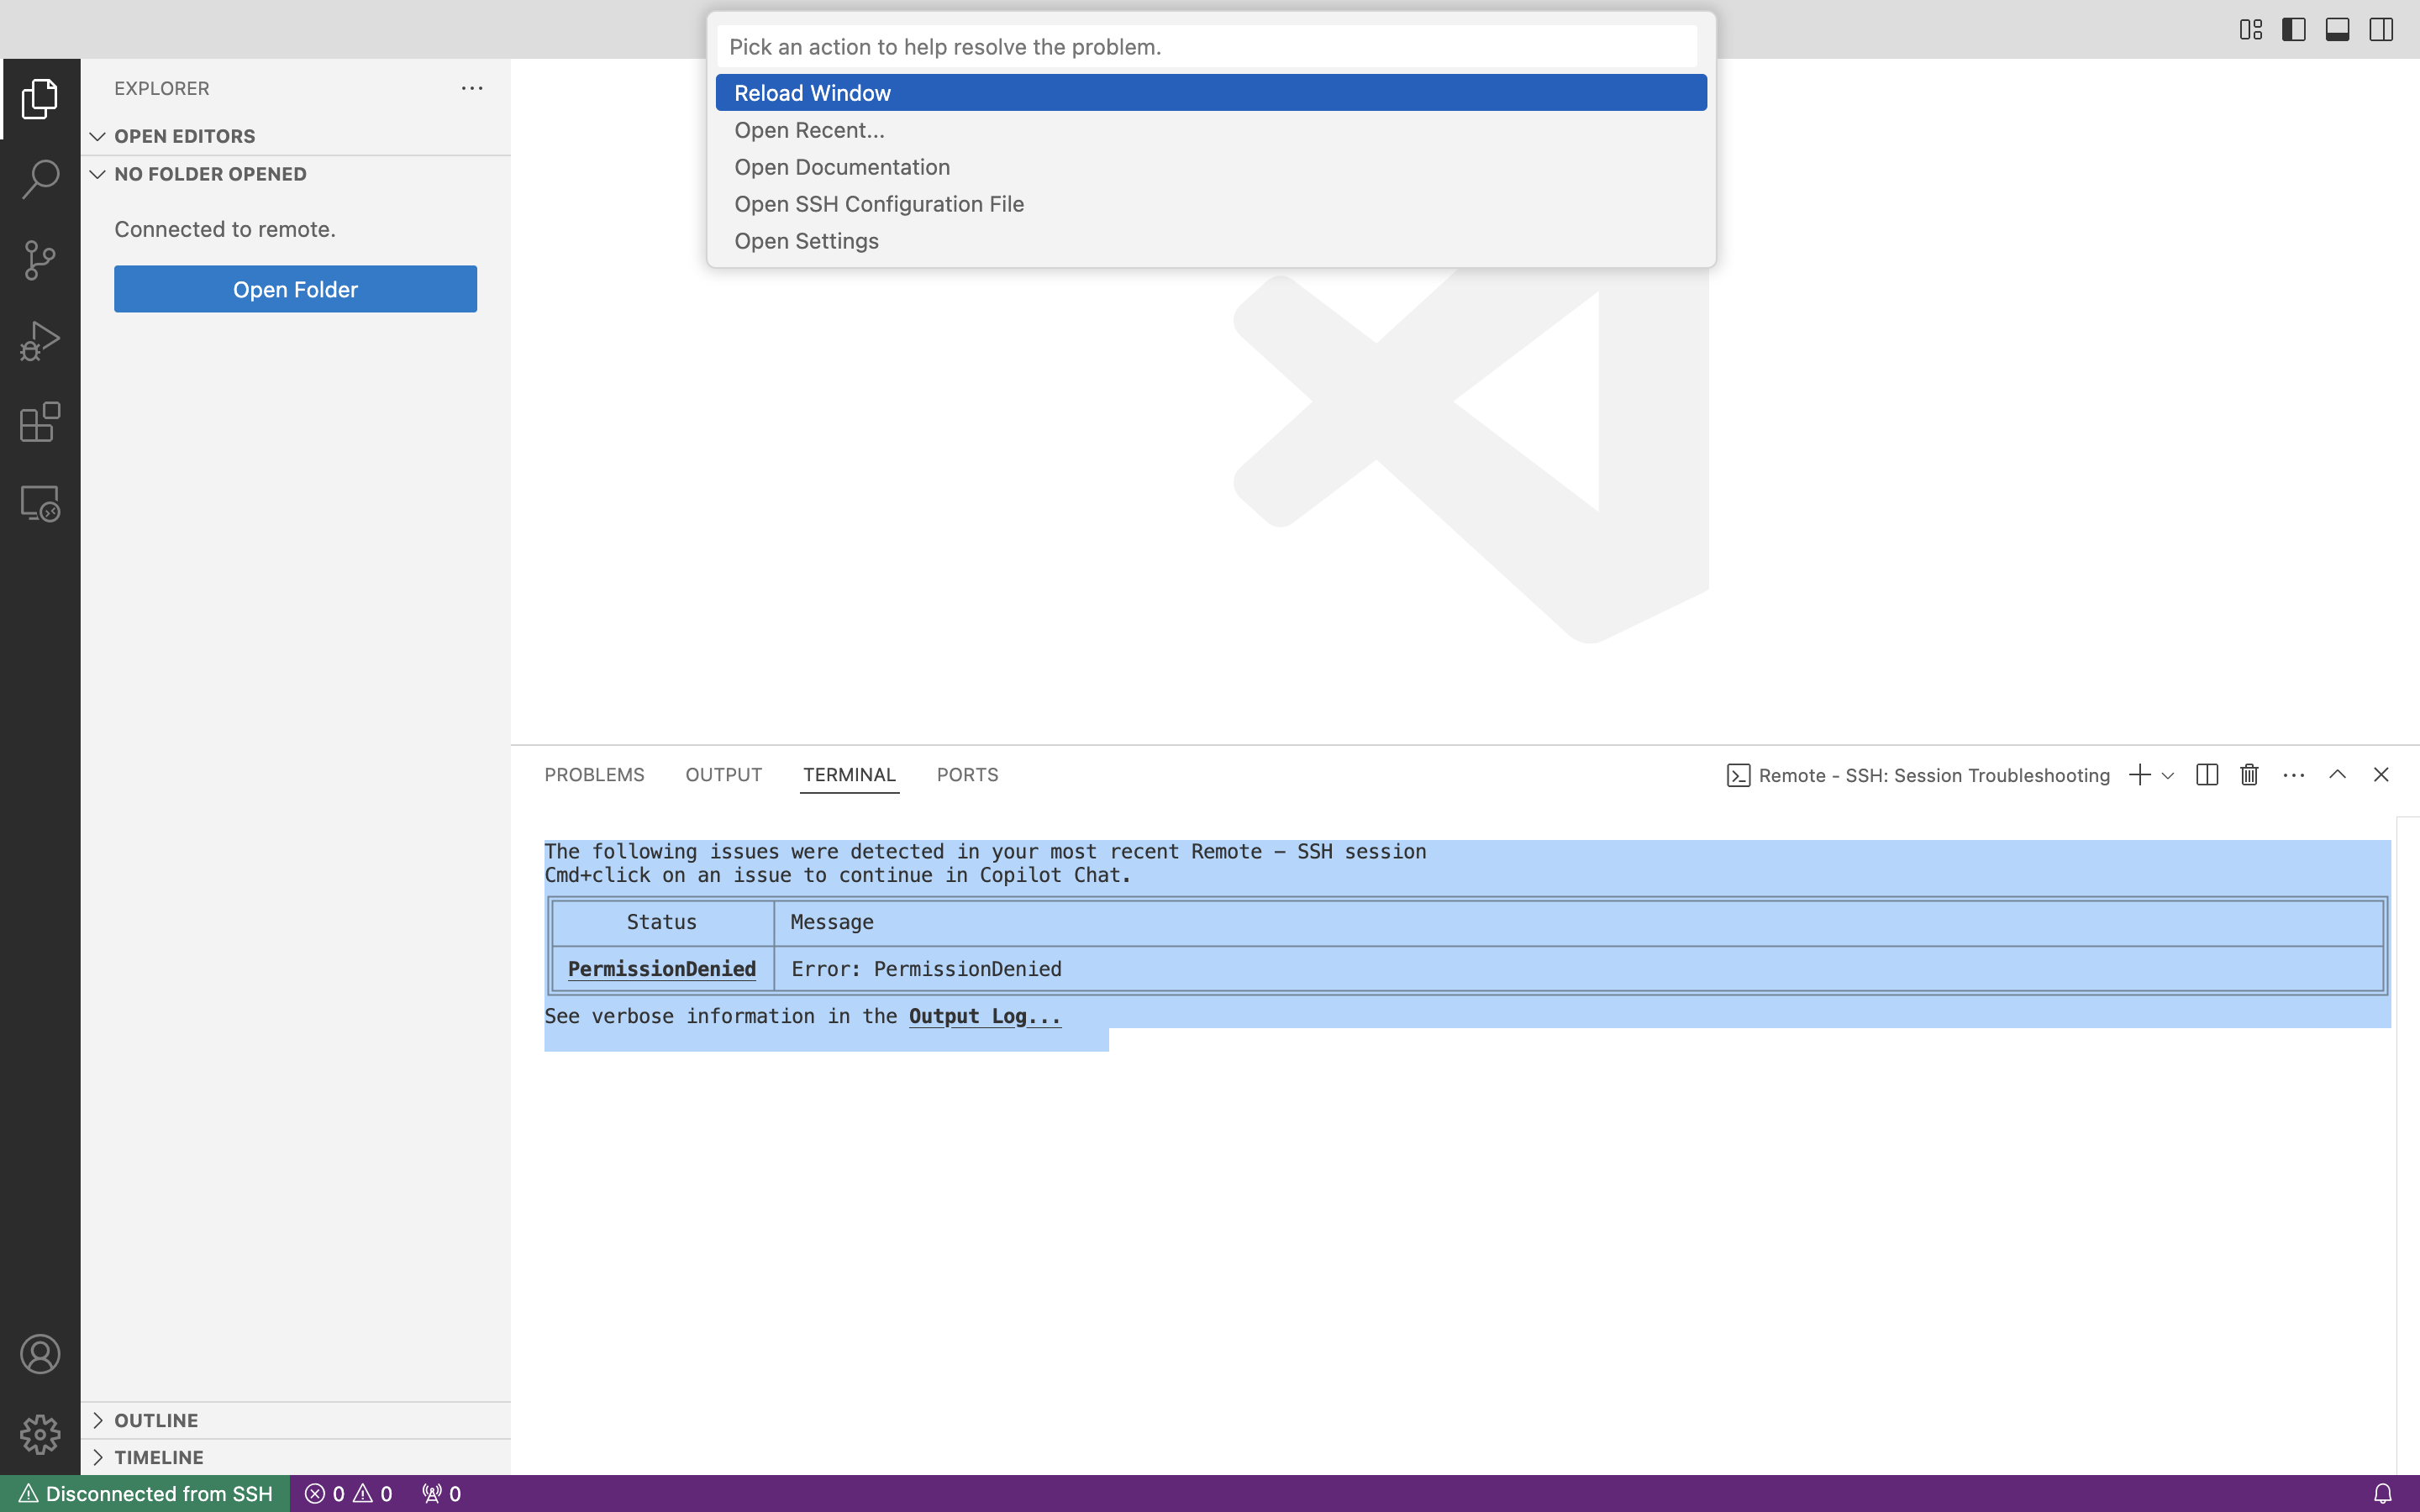 Pick an action to help resolve the problem.
Reload Window
Open Recent...
Open Documentation
Open SSH Configuration File
Open Settings
EXPLORER
OPEN EDITORS
NO FOLDER OPENED
Connected to remote.
Open Folder
PROBLEMS OUTPUT TERMINAL PORTS
Remote - SSH: Session Troubleshooting
The following issues were detected in your most recent Remote – SSH session
Cmd+click on an issue to continue in Copilot Chat.
Status Message
PermissionDenied Error: PermissionDenied
See verbose information in the Output Log...
OUTLINE
TIMELINE
Disconnected from SSH 0 0 0